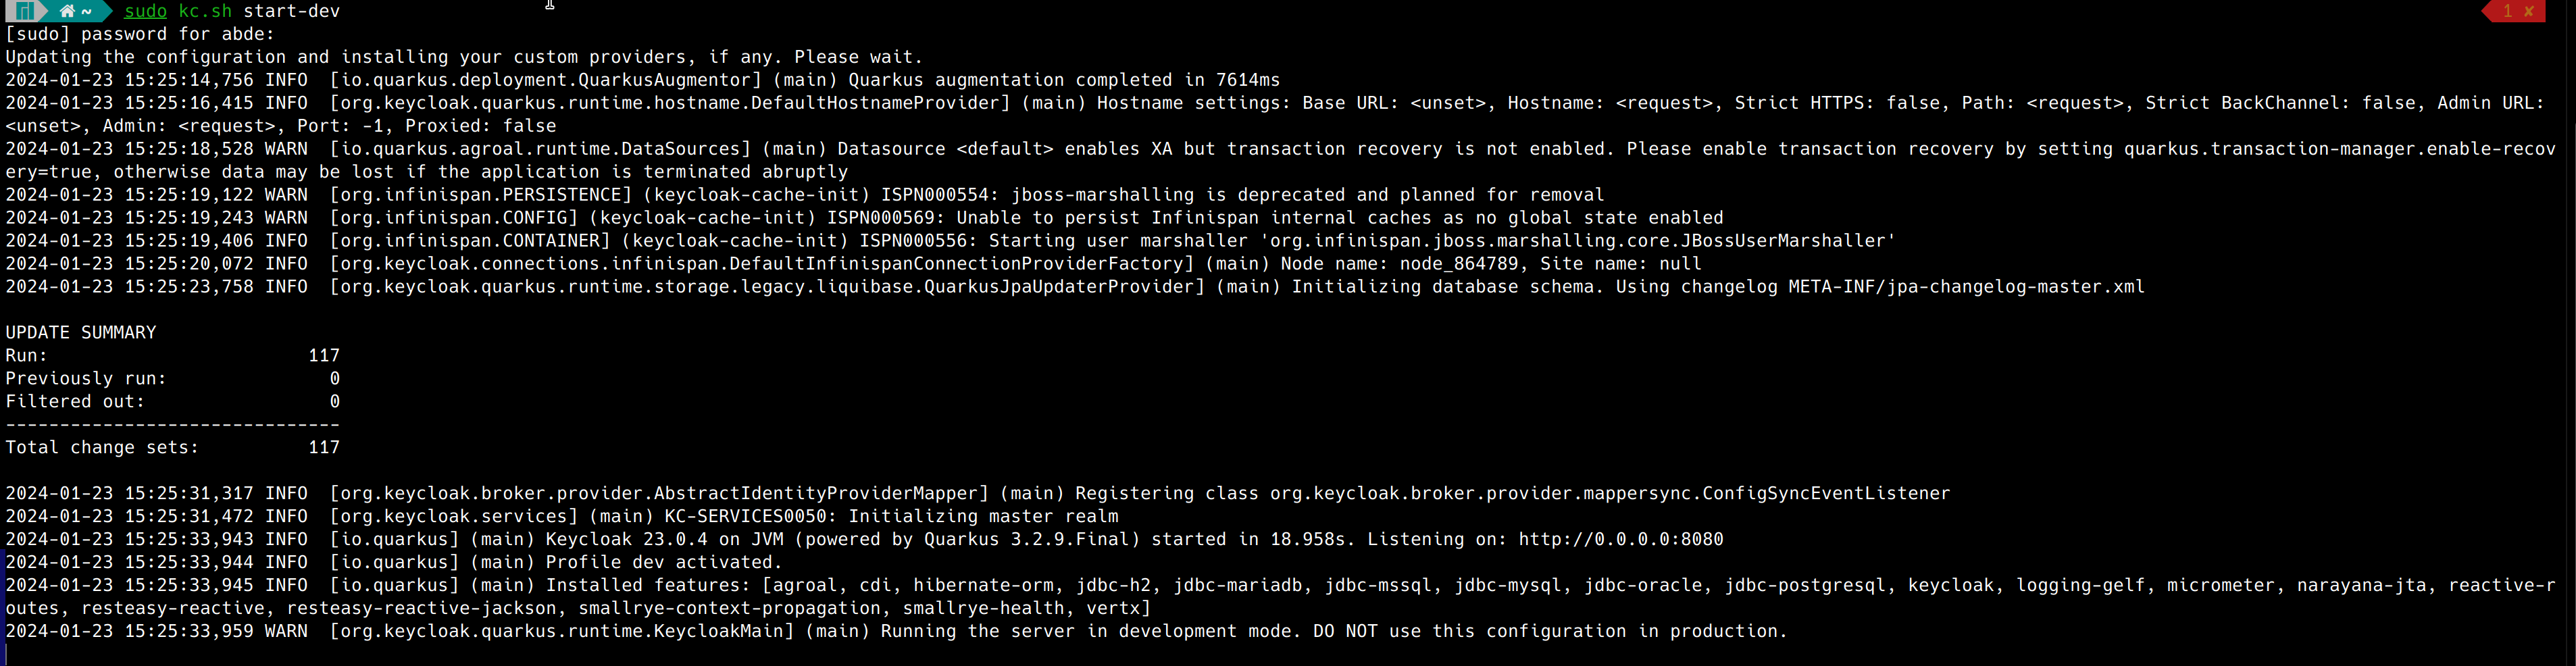 ~ sudo kc.sh start-dev 1 ✘
[sudo] password for abde:
Updating the configuration and installing your custom providers, if any. Please wait.
2024-01-23 15:25:14,756 INFO  [io.quarkus.deployment.QuarkusAugmentor] (main) Quarkus augmentation completed in 7614ms
2024-01-23 15:25:16,415 INFO  [org.keycloak.quarkus.runtime.hostname.DefaultHostnameProvider] (main) Hostname settings: Base URL: <unset>, Hostname: <request>, Strict HTTPS: false, Path: <request>, Strict BackChannel: false, Admin URL:
<unset>, Admin: <request>, Port: -1, Proxied: false
2024-01-23 15:25:18,528 WARN  [io.quarkus.agroal.runtime.DataSources] (main) Datasource <default> enables XA but transaction recovery is not enabled. Please enable transaction recovery by setting quarkus.transaction-manager.enable-recov
ery=true, otherwise data may be lost if the application is terminated abruptly
2024-01-23 15:25:19,122 WARN  [org.infinispan.PERSISTENCE] (keycloak-cache-init) ISPN000554: jboss-marshalling is deprecated and planned for removal
2024-01-23 15:25:19,243 WARN  [org.infinispan.CONFIG] (keycloak-cache-init) ISPN000569: Unable to persist Infinispan internal caches as no global state enabled
2024-01-23 15:25:19,406 INFO  [org.infinispan.CONTAINER] (keycloak-cache-init) ISPN000556: Starting user marshaller 'org.infinispan.jboss.marshalling.core.JBossUserMarshaller'
2024-01-23 15:25:20,072 INFO  [org.keycloak.connections.infinispan.DefaultInfinispanConnectionProviderFactory] (main) Node name: node_864789, Site name: null
2024-01-23 15:25:23,758 INFO  [org.keycloak.quarkus.runtime.storage.legacy.liquibase.QuarkusJpaUpdaterProvider] (main) Initializing database schema. Using changelog META-INF/jpa-changelog-master.xml
UPDATE SUMMARY
Run:                        117
Previously run:               0
Filtered out:                 0
-------------------------------
Total change sets:          117
2024-01-23 15:25:31,317 INFO  [org.keycloak.broker.provider.AbstractIdentityProviderMapper] (main) Registering class org.keycloak.broker.provider.mappersync.ConfigSyncEventListener
2024-01-23 15:25:31,472 INFO  [org.keycloak.services] (main) KC-SERVICES0050: Initializing master realm
2024-01-23 15:25:33,943 INFO  [io.quarkus] (main) Keycloak 23.0.4 on JVM (powered by Quarkus 3.2.9.Final) started in 18.958s. Listening on: http://0.0.0.0:8080
2024-01-23 15:25:33,944 INFO  [io.quarkus] (main) Profile dev activated.
2024-01-23 15:25:33,945 INFO  [io.quarkus] (main) Installed features: [agroal, cdi, hibernate-orm, jdbc-h2, jdbc-mariadb, jdbc-mssql, jdbc-mysql, jdbc-oracle, jdbc-postgresql, keycloak, logging-gelf, micrometer, narayana-jta, reactive-r
outes, resteasy-reactive, resteasy-reactive-jackson, smallrye-context-propagation, smallrye-health, vertx]
2024-01-23 15:25:33,959 WARN  [org.keycloak.quarkus.runtime.KeycloakMain] (main) Running the server in development mode. DO NOT use this configuration in production.